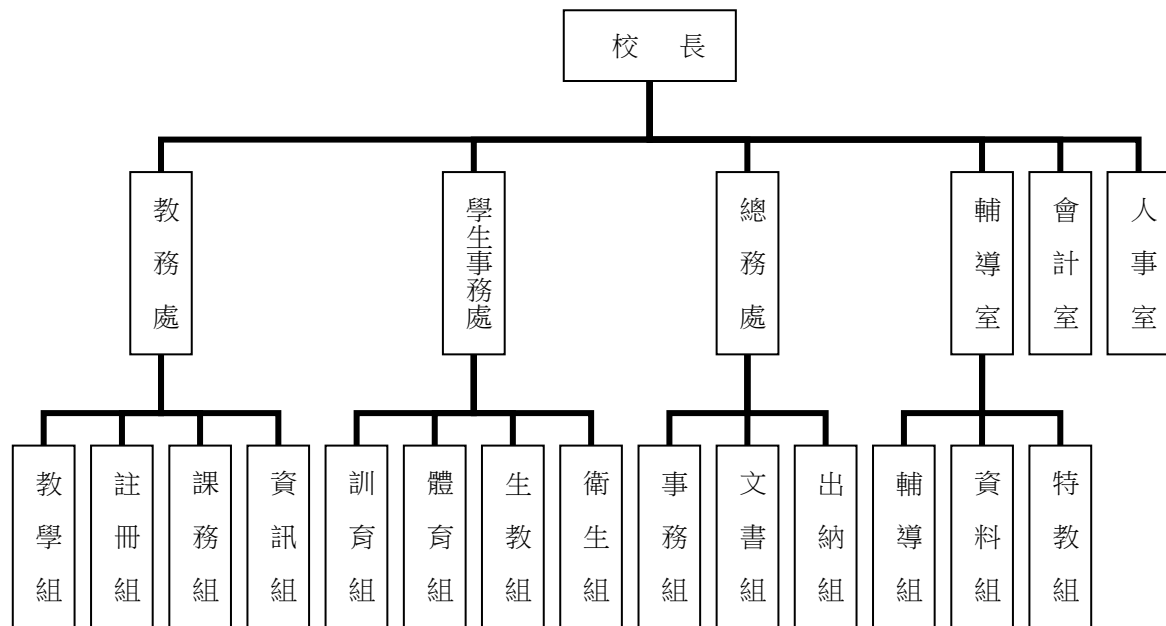 校長
教務處
學生事務處
總務處
輔導室
會計室
人事室
教學組
註冊組
課務組
資訊組
訓育組
體育組
生教組
衛生組
事務組
文書組
出納組
輔導組
資料組
特教組